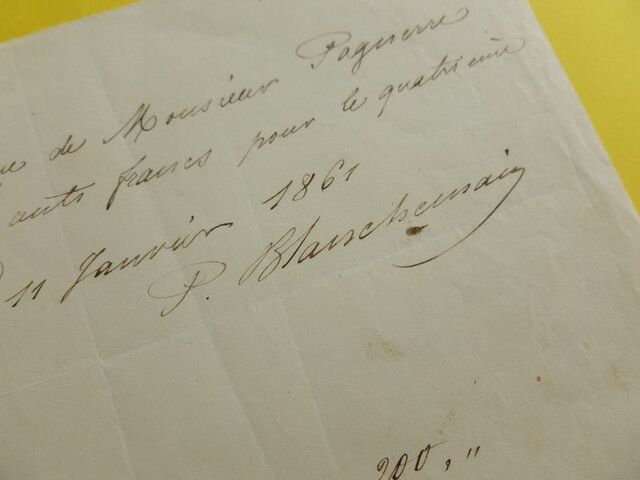 de Monsieur Pagnerre
cents francs pour le quatrième
11 Janvier 1861
P. Blanchemain
200, "